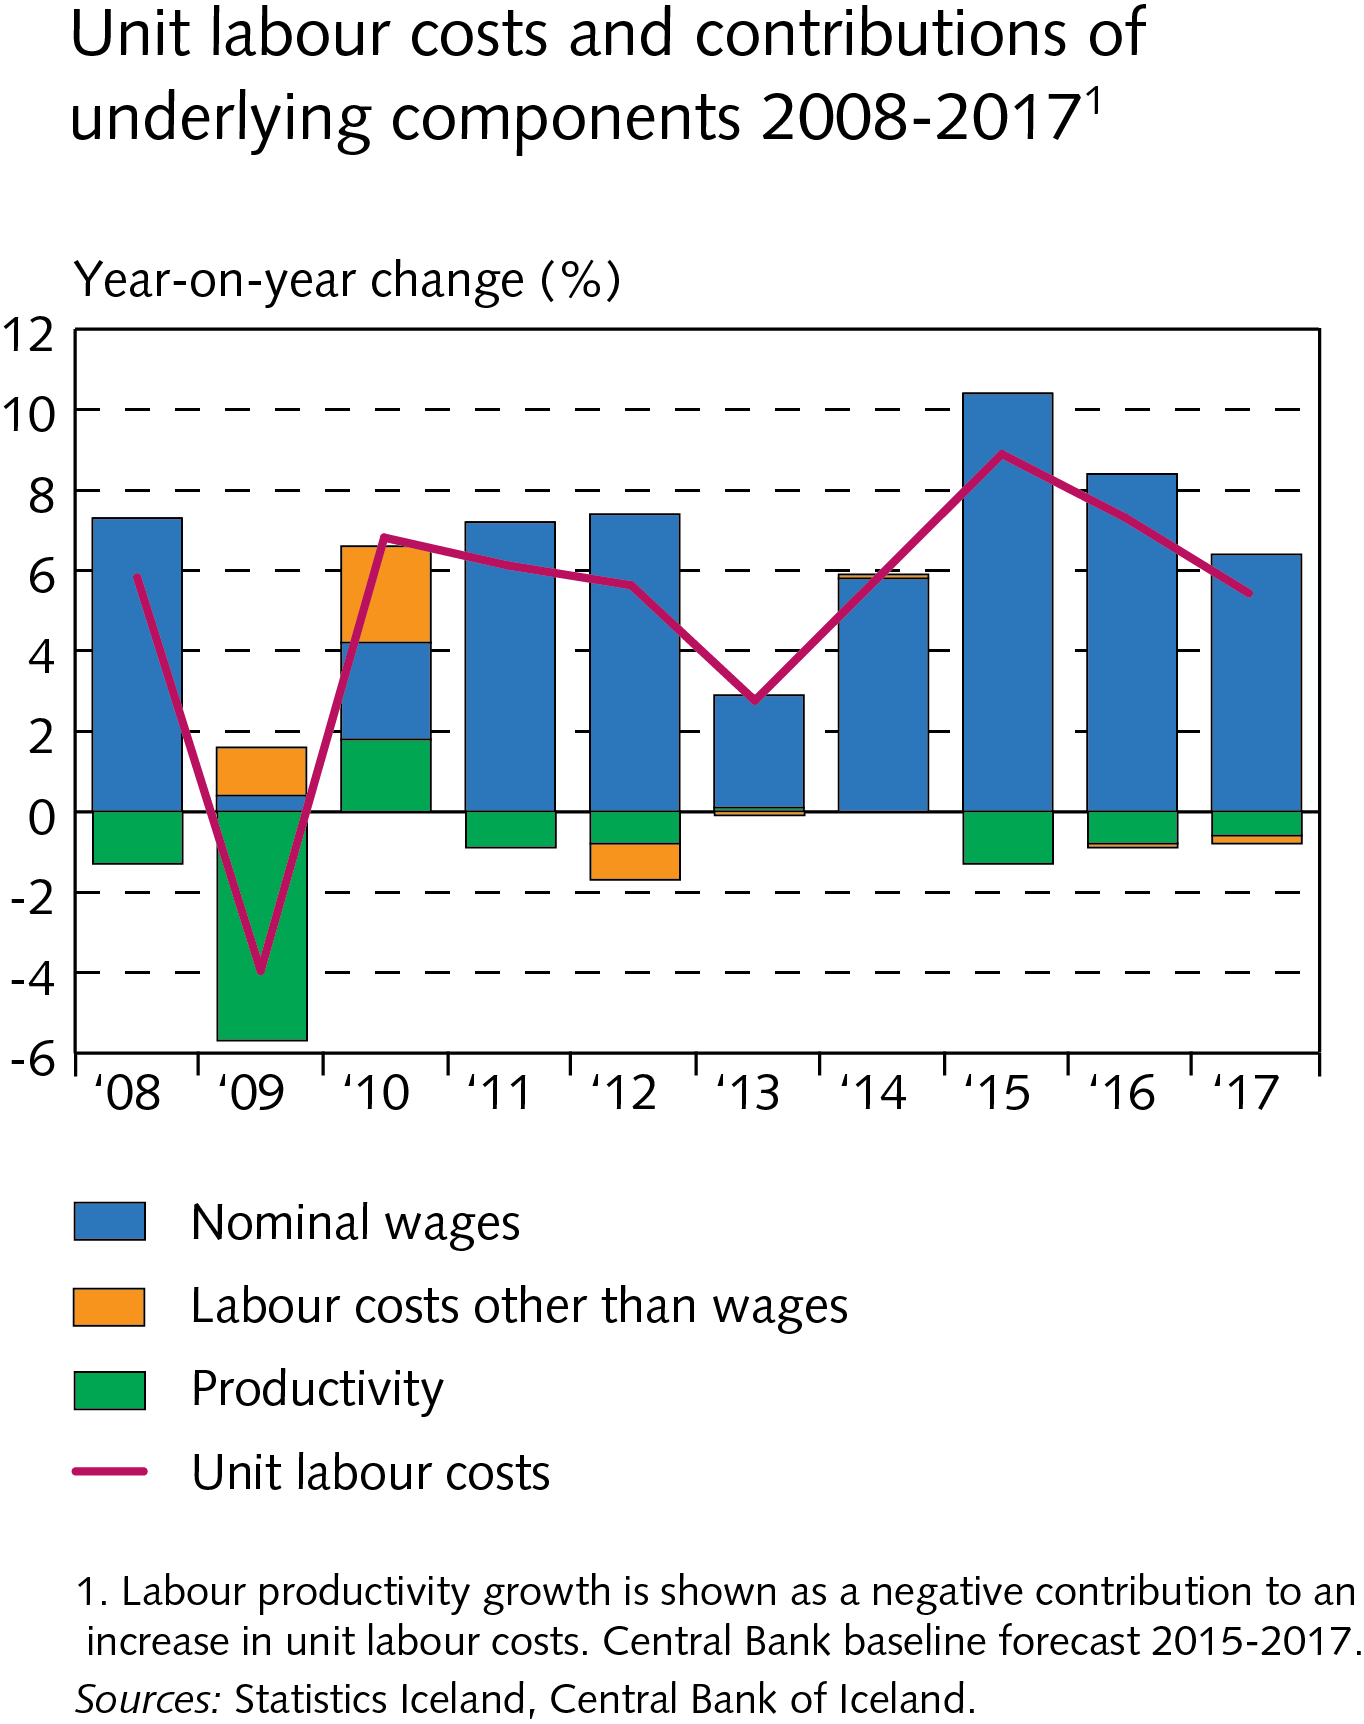 Unit labour costs and contributions of
underlying components 2008-2017¹
Year-on-year change (%)
12
10
8
6
4
2
0
-2
-4
-6
‘08 ‘09 ‘10 ‘11 ‘12 ‘13 ‘14 ‘15 ‘16 ‘17
Nominal wages
Labour costs other than wages
Productivity
Unit labour costs
1. Labour productivity growth is shown as a negative contribution to an
increase in unit labour costs. Central Bank baseline forecast 2015-2017.
Sources: Statistics Iceland, Central Bank of Iceland.